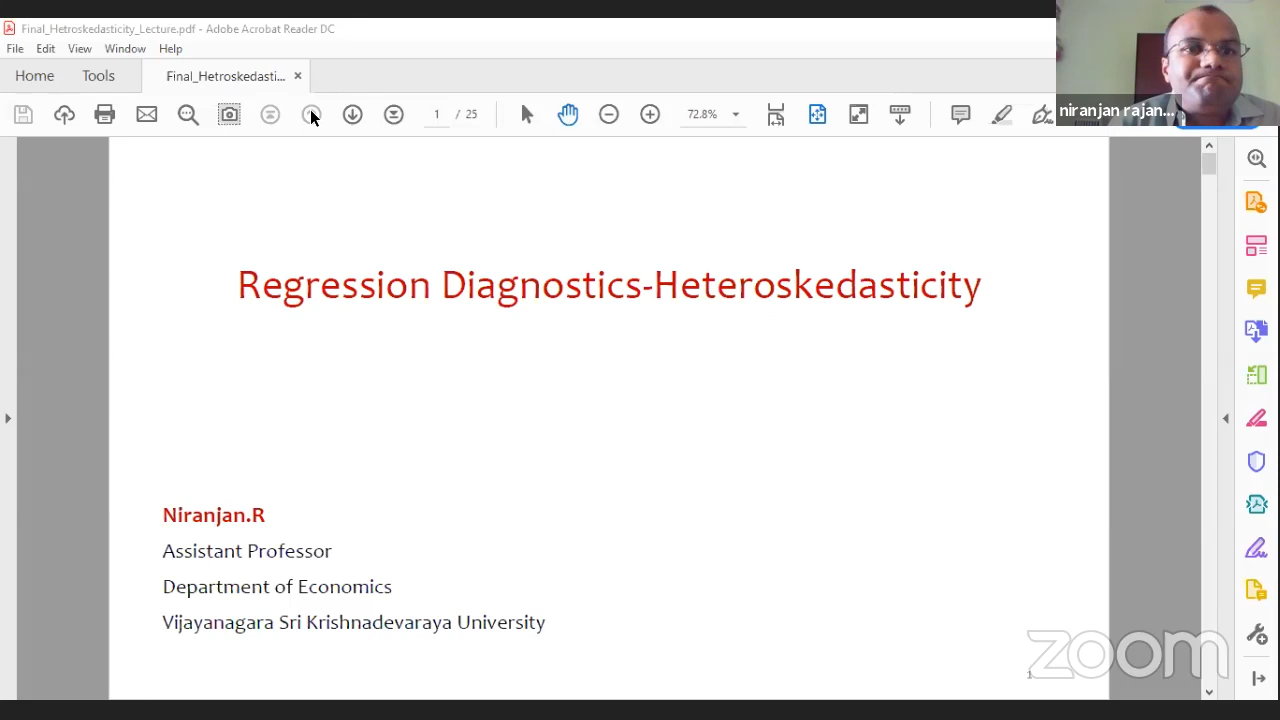 Final_Hetroskedasticity_Lecture.pdf - Adobe Acrobat Reader DC
File Edit View Window Help
Home Tools Final_Hetroskedasti... ×
1 / 25 72.8%
niranjan rajan...
Regression Diagnostics-Heteroskedasticity
Niranjan.R
Assistant Professor
Department of Economics
Vijayanagara Sri Krishnadevaraya University
zoom
1